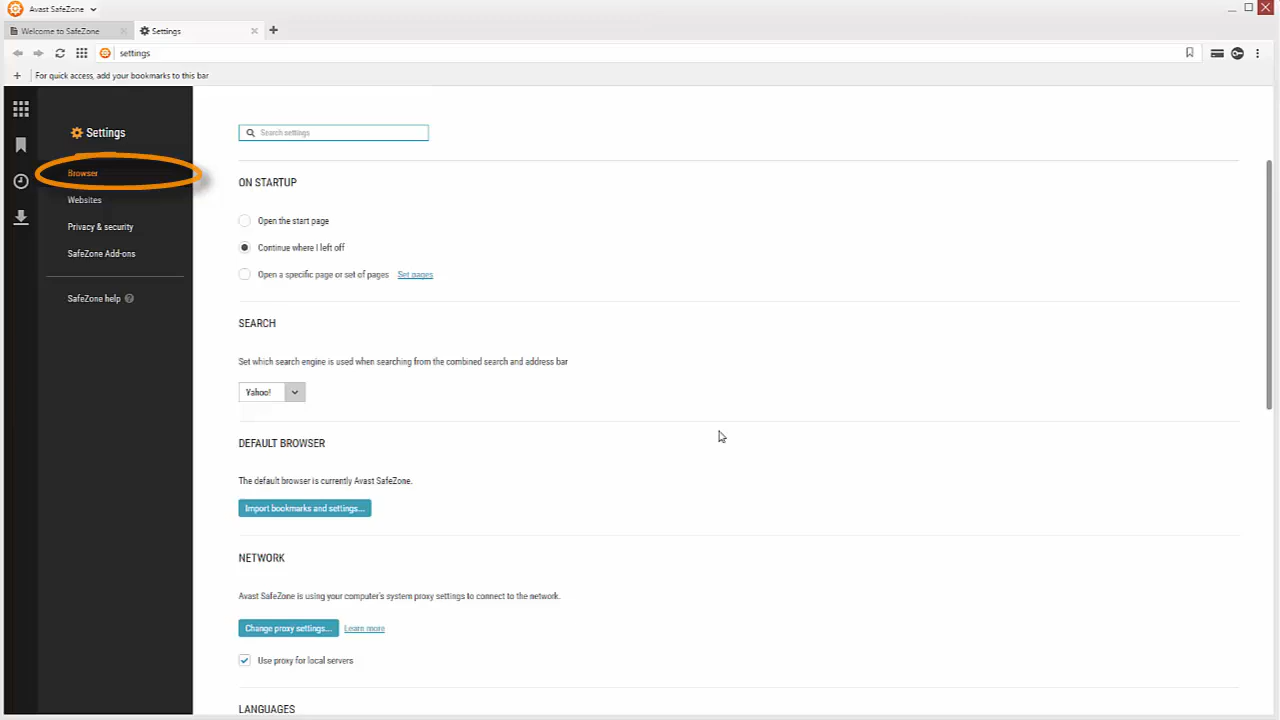 Avast SafeZone
Welcome to SafeZone
Settings
settings
For quick access, add your bookmarks to this bar
Settings
Browser
Websites
Privacy & security
SafeZone Add-ons
SafeZone help
Search settings
ON STARTUP
Open the start page
Continue where I left off
Open a specific page or set of pages Set pages
SEARCH
Set which search engine is used when searching from the combined search and address bar
Yahoo!
DEFAULT BROWSER
The default browser is currently Avast SafeZone.
Import bookmarks and settings...
NETWORK
Avast SafeZone is using your computer's system proxy settings to connect to the network.
Change proxy settings... Learn more
Use proxy for local servers
LANGUAGES